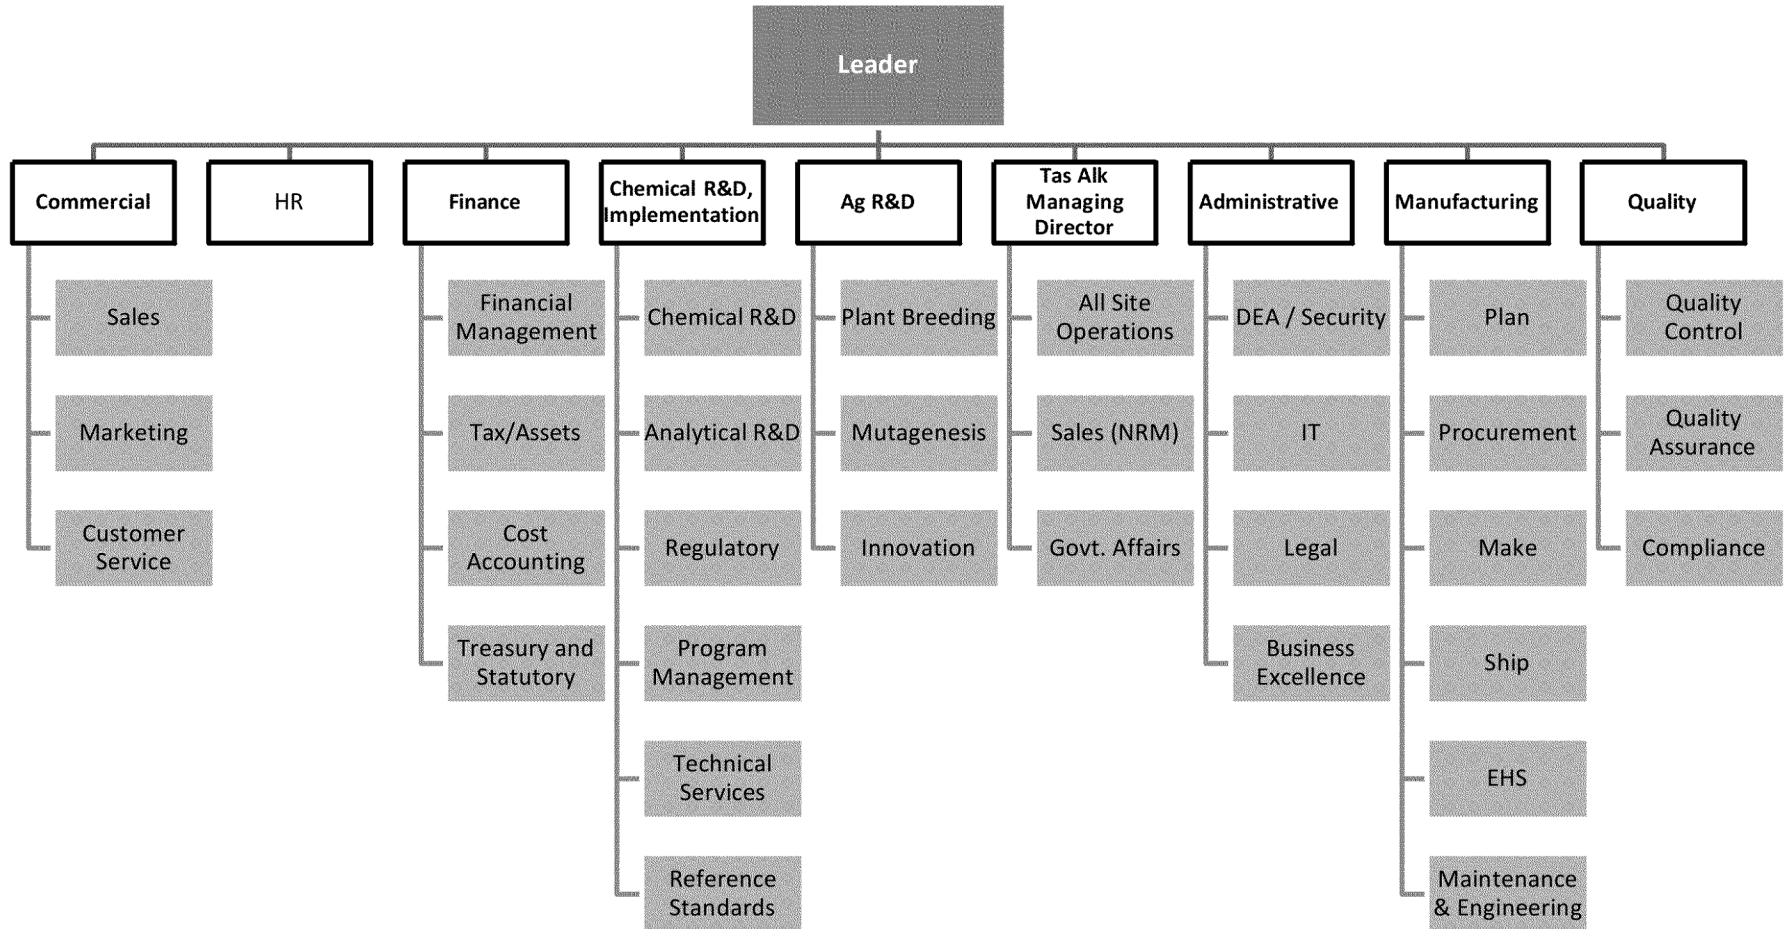 Leader
Commercial
HR
Finance
Chemical R&D,
Implementation
Ag R&D
Tas Alk
Managing
Director
Administrative
Manufacturing
Quality
Sales
Financial
Management
Chemical R&D
Plant Breeding
All Site
Operations
DEA / Security
Plan
Quality
Control
Marketing
Tax/Assets
Analytical R&D
Mutagenesis
Sales (NRM)
IT
Procurement
Quality
Assurance
Customer
Service
Cost
Accounting
Regulatory
Innovation
Govt. Affairs
Legal
Make
Compliance
Treasury and
Statutory
Program
Management
Business
Excellence
Ship
Technical
Services
EHS
Reference
Standards
Maintenance
& Engineering